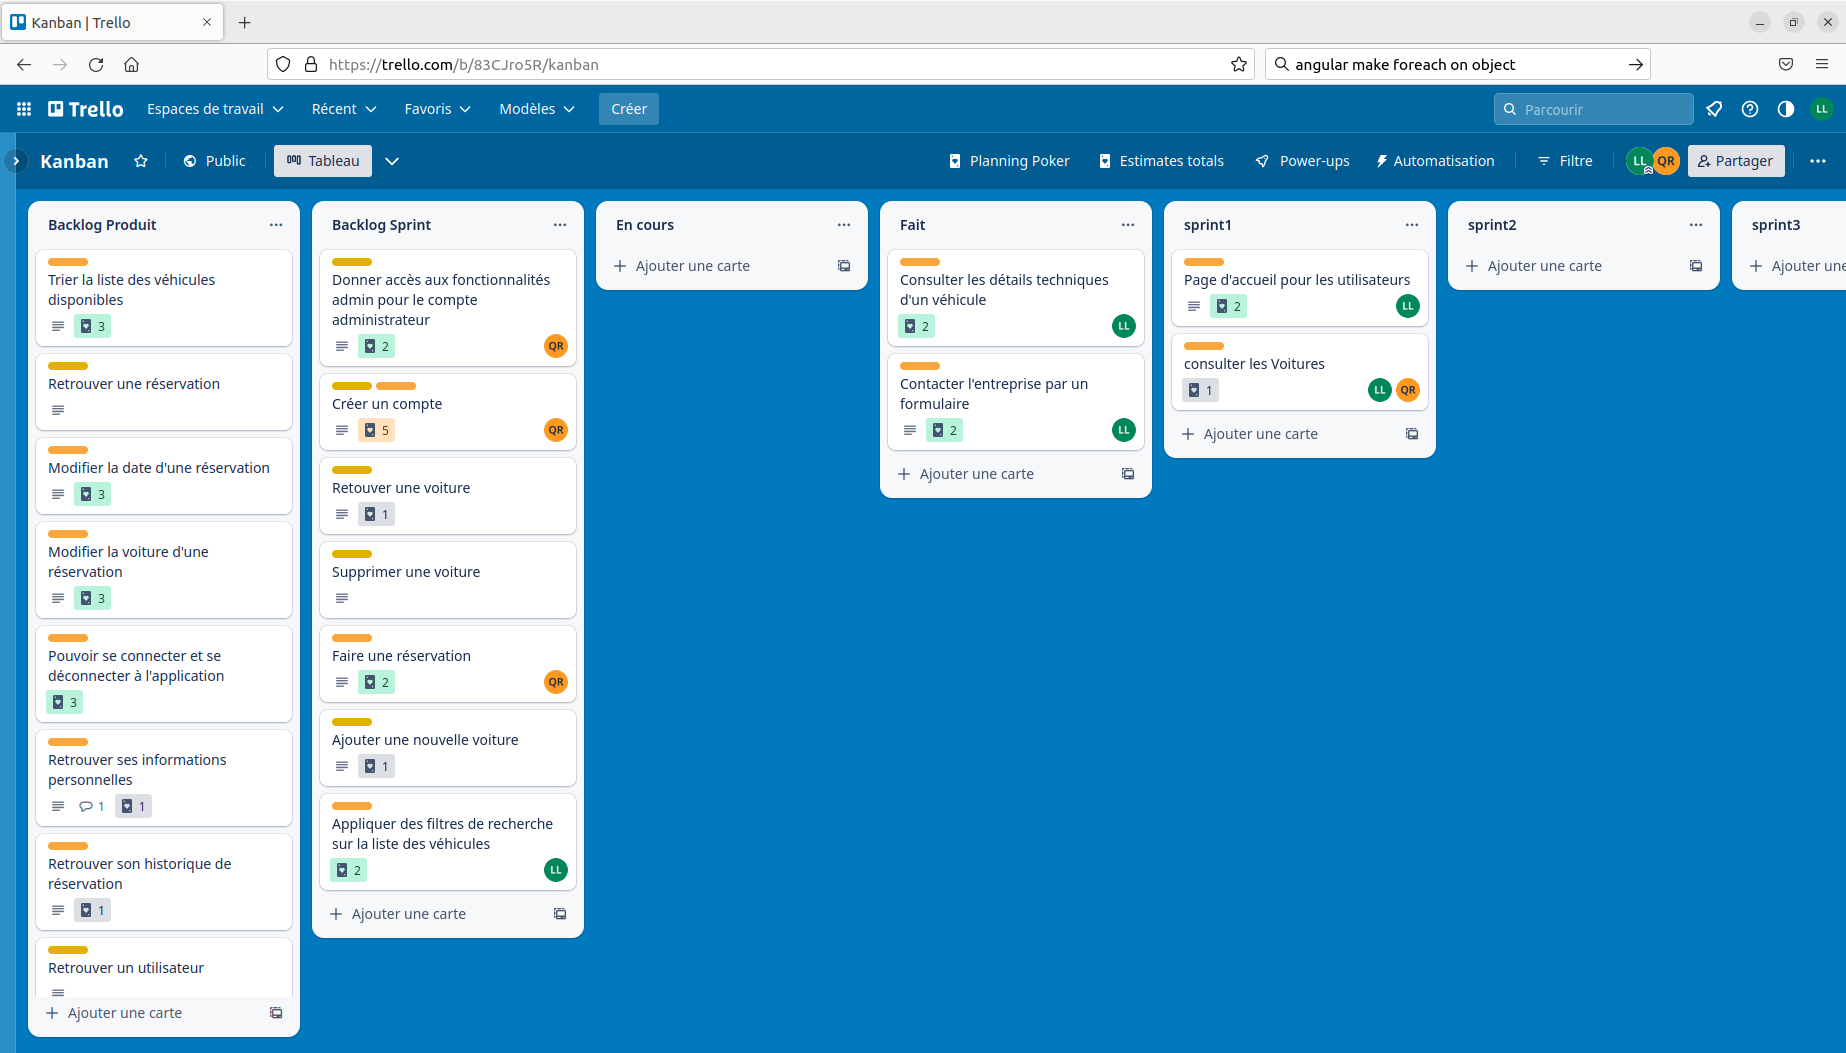 Kanban | Trello
https://trello.com/b/83CJro5R/kanban
angular make foreach on object
Trello
Espaces de travail
Récent
Favoris
Modèles
Créer
Parcourir
LL
Kanban
Public
Tableau
Planning Poker
Estimates totals
Power-ups
Automatisation
Filtre
LL
QR
Partager
Backlog Produit
Trier la liste des véhicules
disponibles
3
Retrouver une réservation
Modifier la date d'une réservation
3
Modifier la voiture d'une
réservation
3
Pouvoir se connecter et se
déconnecter à l'application
3
Retrouver ses informations
personnelles
1
1
Retrouver son historique de
réservation
1
Retrouver un utilisateur
Ajouter une carte
Backlog Sprint
Donner accès aux fonctionnalités
admin pour le compte
administrateur
2
QR
Créer un compte
5
QR
Retouver une voiture
1
Supprimer une voiture
Faire une réservation
2
QR
Ajouter une nouvelle voiture
1
Appliquer des filtres de recherche
sur la liste des véhicules
2
LL
Ajouter une carte
En cours
Ajouter une carte
Fait
Consulter les détails techniques
d'un véhicule
2
LL
Contacter l'entreprise par un
formulaire
2
LL
Ajouter une carte
sprint1
Page d'accueil pour les utilisateurs
2
LL
consulter les Voitures
1
LL
QR
Ajouter une carte
sprint2
Ajouter une carte
sprint3
Ajouter une